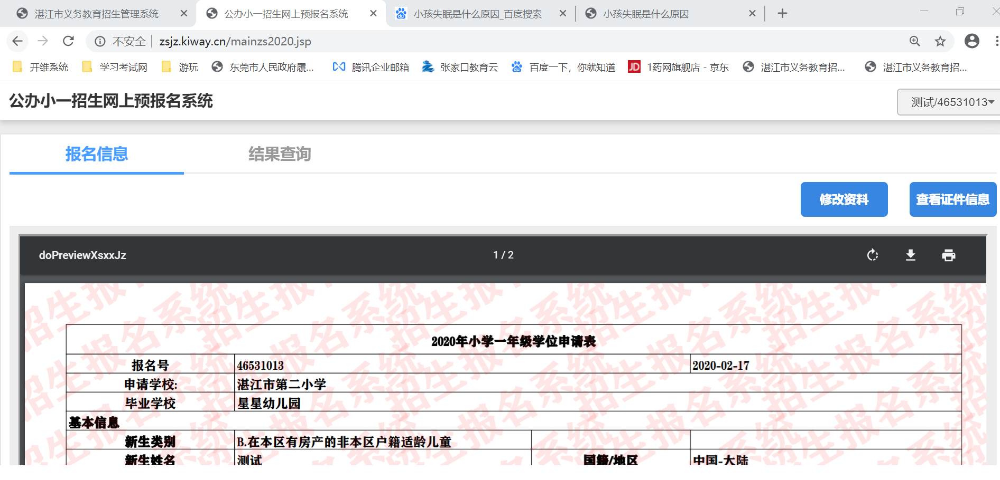 湛江市义务教育招生管理系统
公办小一招生网上预报名系统
小孩失眠是什么原因_百度搜索
小孩失眠是什么原因
不安全 zsjz.kiway.cn/mainzs2020.jsp
开维系统 学习考试网 游玩 东莞市人民政府履... 腾讯企业邮箱 张家口教育云 百度一下，你就知道 JD 1药网旗舰店 - 京东 湛江市义务教育招... 湛江市义务教育招...
公办小一招生网上预报名系统
测试/46531013
报名信息 结果查询
修改资料 查看证件信息
doPreviewXsxxJz 1 / 2
2020年小学一年级学位申请表
报名号 46531013 2020-02-17
申请学校: 湛江市第二小学
毕业学校 星星幼儿园
基本信息
新生类别 B.在本区有房产的非本区户籍适龄儿童
新生姓名 测试 国籍/地区 中国-大陆
招生报名系统